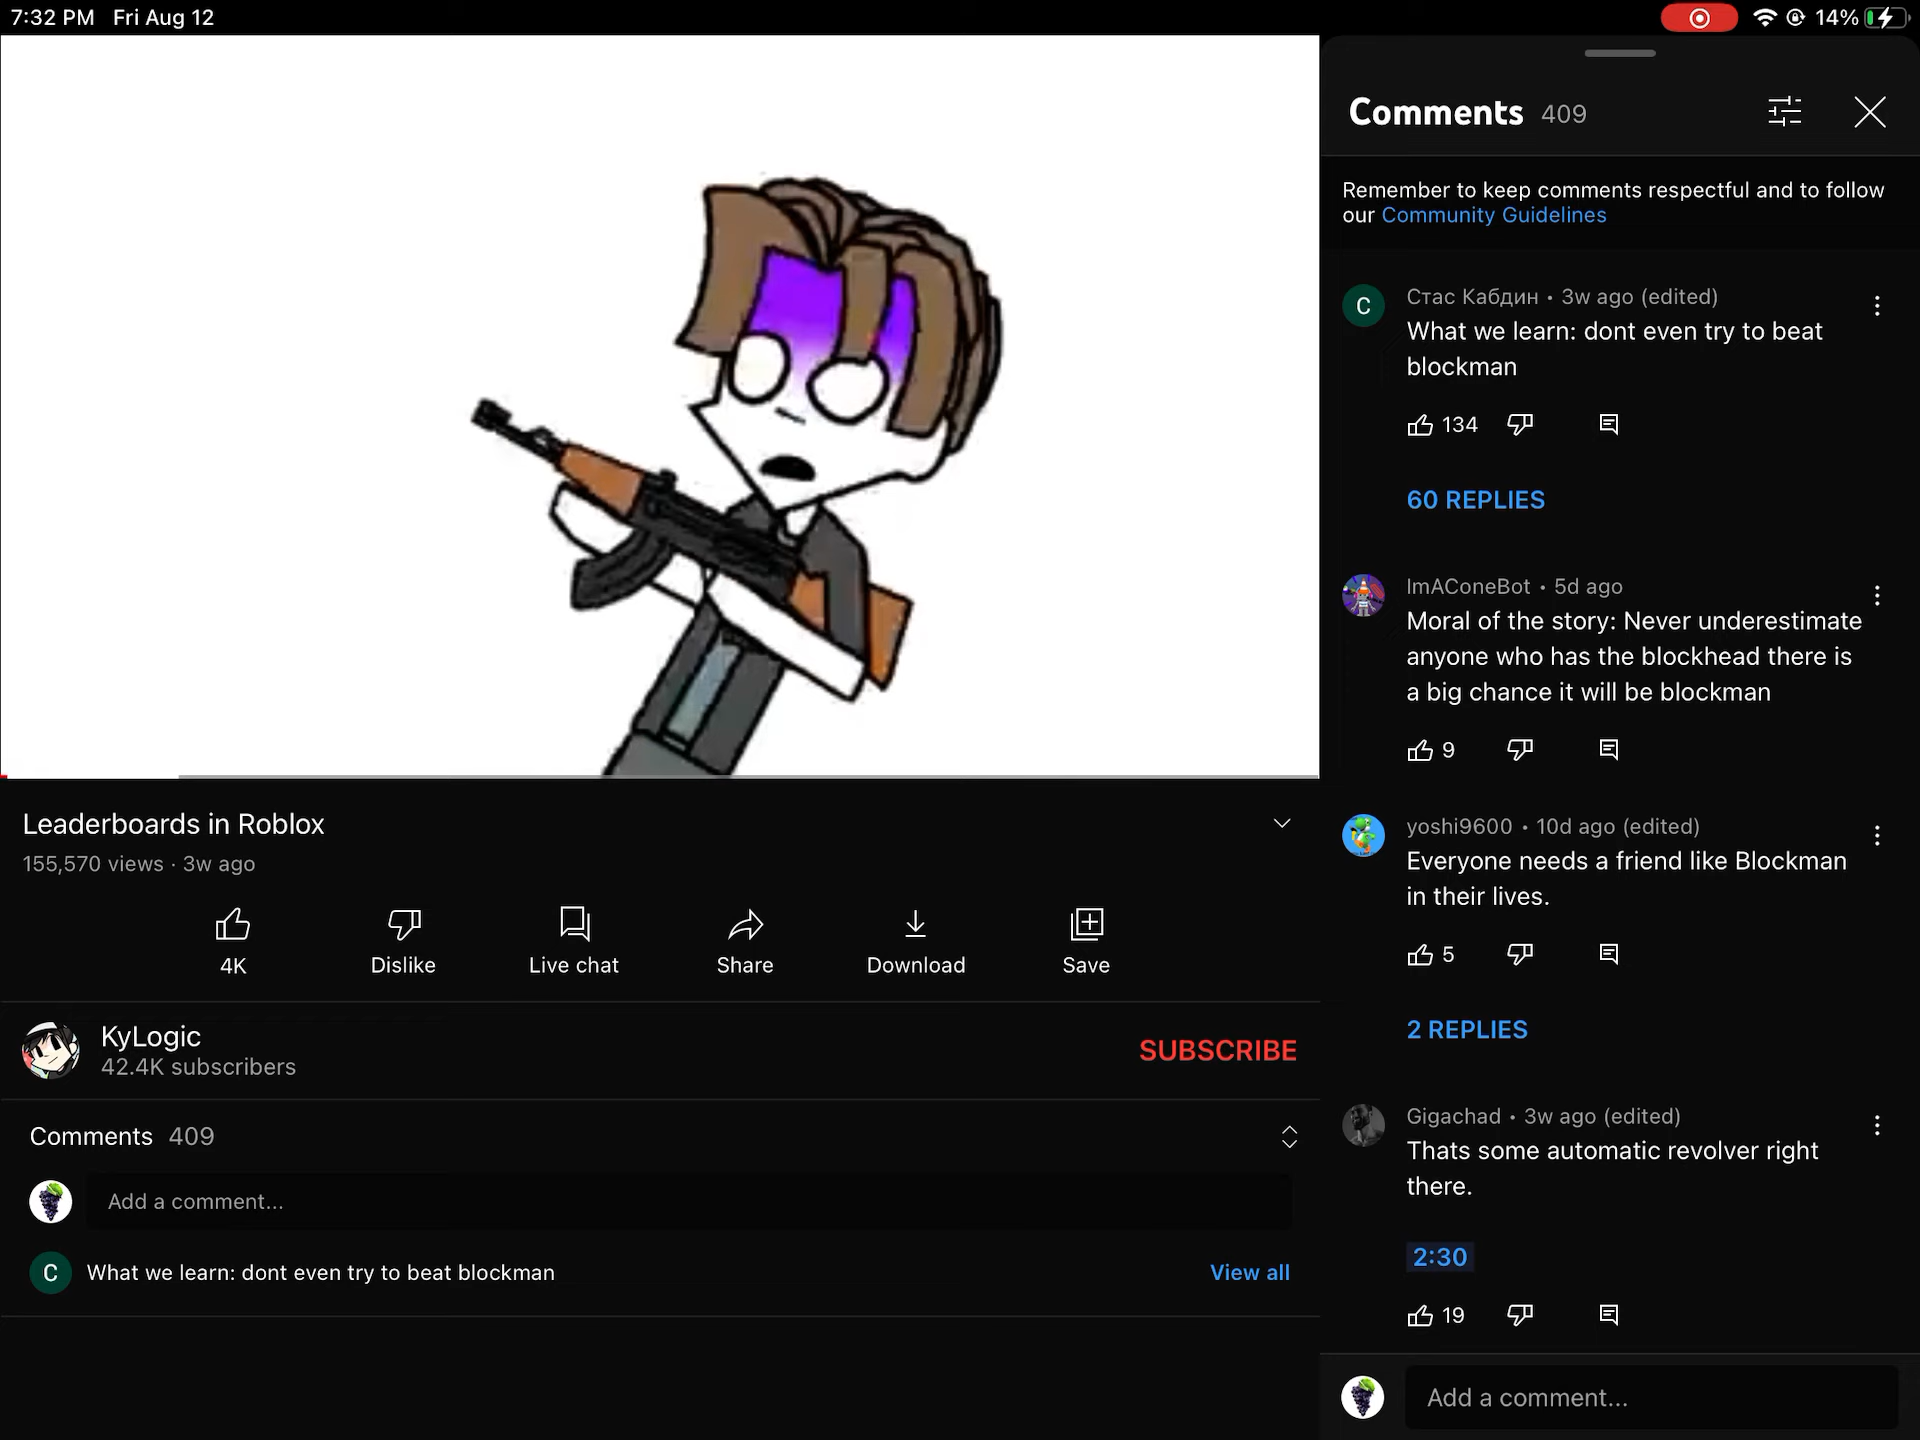 7:32 PM Fri Aug 12
14%
Leaderboards in Roblox
155,570 views · 3w ago
4K
Dislike
Live chat
Share
Download
Save
KyLogic
42.4K subscribers
SUBSCRIBE
Comments 409
Add a comment...
C
What we learn: dont even try to beat blockman
View all
Comments 409
Remember to keep comments respectful and to follow
our Community Guidelines
C
Стас Кабдин • 3w ago (edited)
What we learn: dont even try to beat
blockman
134
60 REPLIES
ImAConeBot • 5d ago
Moral of the story: Never underestimate
anyone who has the blockhead there is
a big chance it will be blockman
9
yoshi9600 • 10d ago (edited)
Everyone needs a friend like Blockman
in their lives.
5
2 REPLIES
Gigachad • 3w ago (edited)
Thats some automatic revolver right
there.
2:30
19
Add a comment...